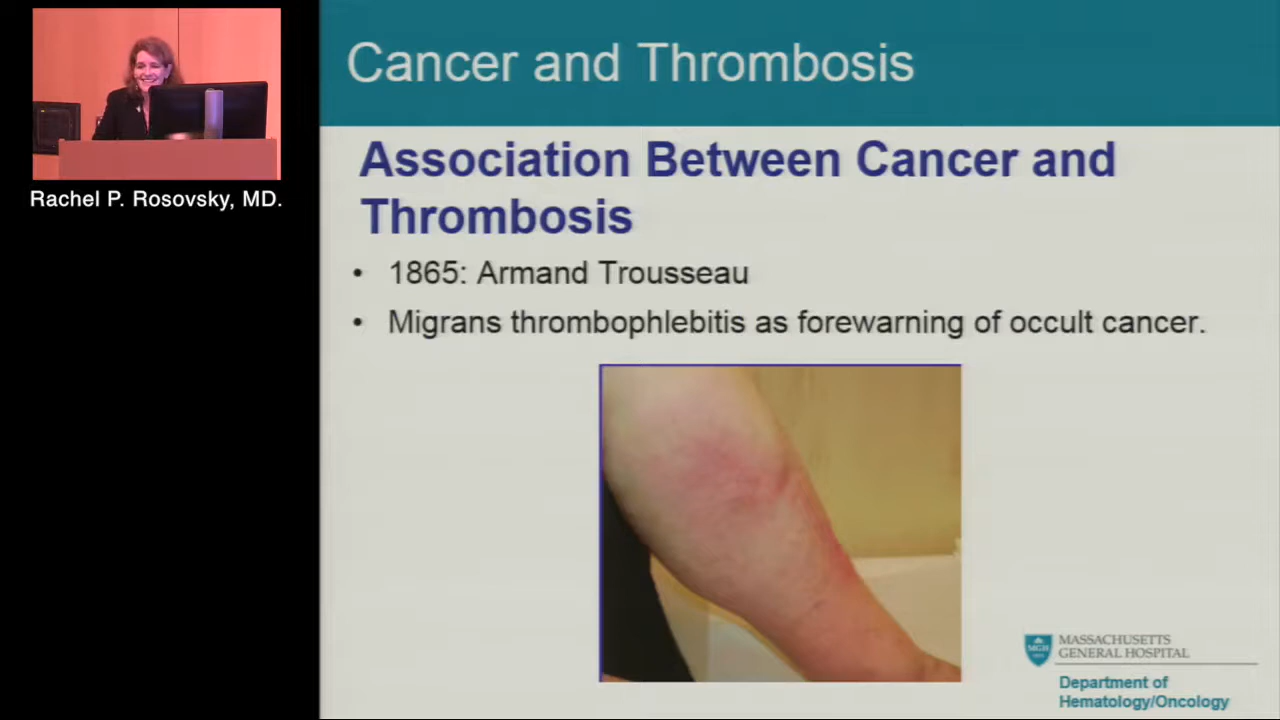 Cancer and Thrombosis
Rachel P. Rosovsky, MD.
Association Between Cancer and
Thrombosis
• 1865: Armand Trousseau
• Migrans thrombophlebitis as forewarning of occult cancer.
MGH
MASSACHUSETTS
GENERAL HOSPITAL
Department of
Hematology/Oncology